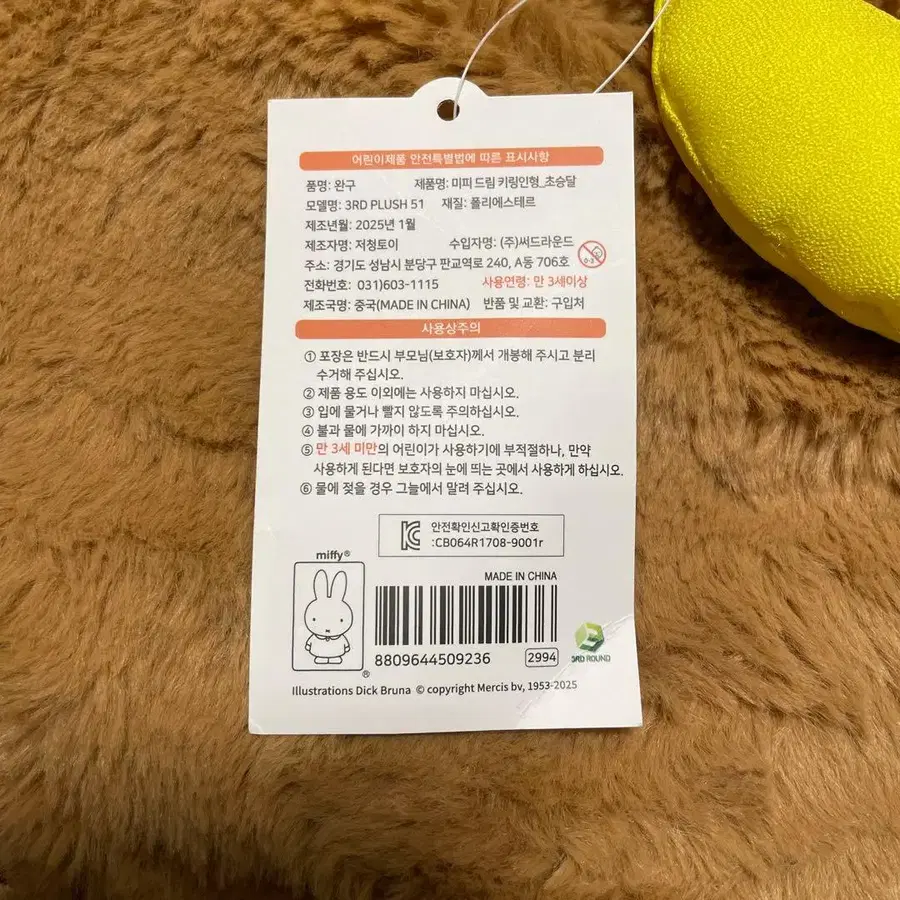 어린이제품 안전특별법에 따른 표시사항
품명: 완구 제품명: 미피 드림 키링인형_초승달
모델명: 3RD PLUSH 51 재질: 폴리에스테르
제조년월: 2025년 1월
제조자명: 저청토이 수입자명: (주)써드라운드
주소: 경기도 성남시 분당구 판교역로 240, A동 706호
0-3
전화번호: 031)603-1115 사용연령: 만 3세이상
제조국명: 중국(MADE IN CHINA) 반품 및 교환: 구입처
사용상주의
① 포장은 반드시 부모님(보호자)께서 개봉해 주시고 분리
수거해 주십시오.
② 제품 용도 이외에는 사용하지 마십시오.
③ 입에 물거나 빨지 않도록 주의하십시오.
④ 불과 물에 가까이 하지 마십시오.
⑤ 만 3세 미만의 어린이가 사용하기에 부적절하나, 만약
사용하게 된다면 보호자의 눈에 띄는 곳에서 사용하게 하십시오.
⑥ 물에 젖을 경우 그늘에서 말려 주십시오.
안전확인신고확인증번호
:CB064R1708-9001r
miffy®
MADE IN CHINA
8809644509236 2994
3RD ROUND
®
Illustrations Dick Bruna © copyright Mercis bv, 1953-2025